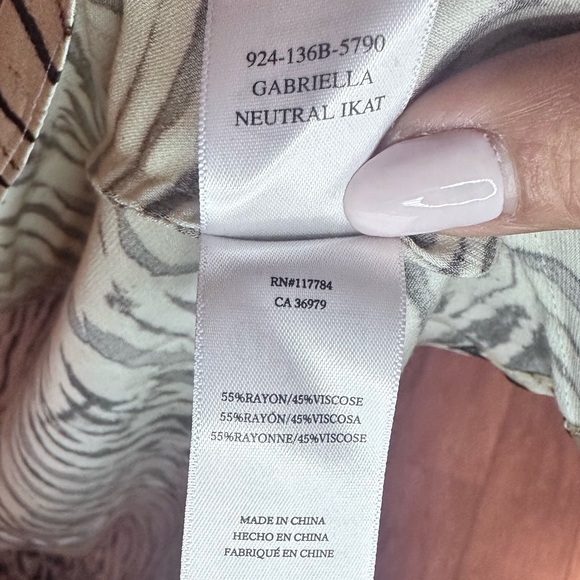 924-136B-5790
GABRIELLA
NEUTRAL IKAT
RN#117784
CA 36979
55%RAYON/45%VISCOSE
55%RAYÓN/45%VISCOSA
55%RAYONNE/45%VISCOSE
MADE IN CHINA
HECHO EN CHINA
FABRIQUÉ EN CHINE